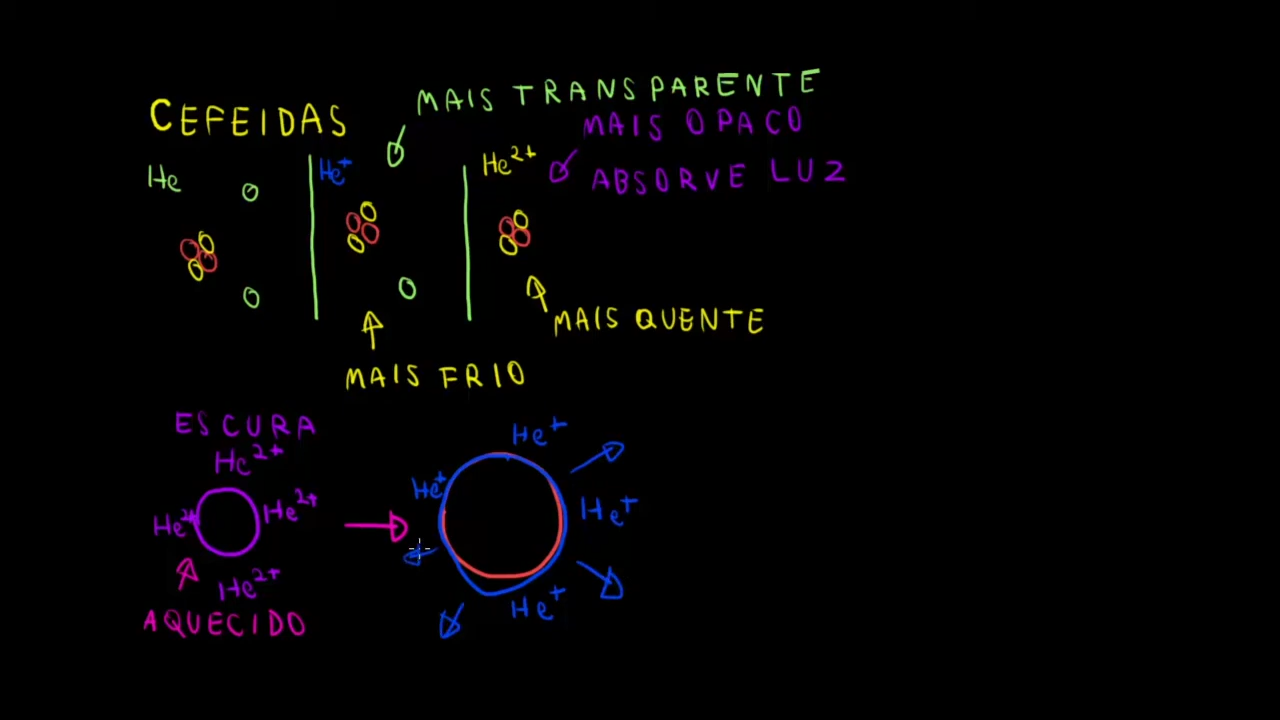 CEFEIDAS
MAIS TRANSPARENTE
MAIS OPACO
ABSORVE LUZ
He
He+
He2+
MAIS QUENTE
MAIS FRIO
ESCURA
He2+
He2+
He2+
He2+
AQUECIDO
He+
He+
He+
He+